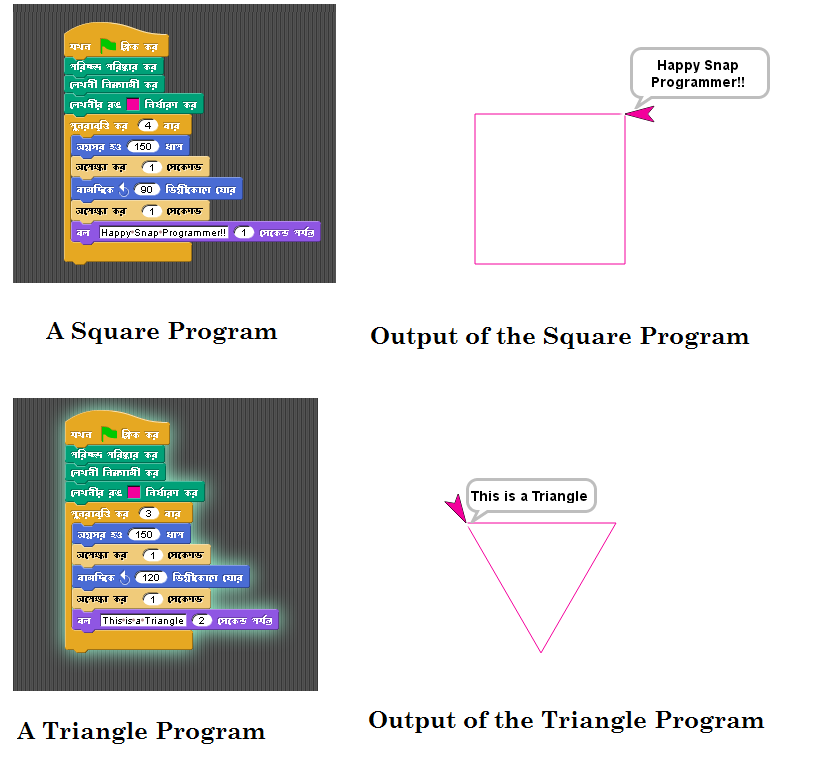 যখন ক্লিক কর
পরিচ্ছন্ন পরিষ্কার কর
লেখনী নিম্নগামী কর
লেখনীর রঙ নির্ধারণ কর
পুনরাবৃত্তি কর 4 বার
অগ্রসর হও 150 ধাপ
অপেক্ষা কর 1 সেকেন্ড
বামদিকে 90 ডিগ্রীকোণে ঘোর
অপেক্ষা কর 1 সেকেন্ড
বল Happy Snap Programmer!! 1 সেকেন্ড পর্যন্ত
Happy Snap
Programmer!!
A Square Program
Output of the Square Program
যখন ক্লিক কর
পরিচ্ছন্ন পরিষ্কার কর
লেখনী নিম্নগামী কর
লেখনীর রঙ নির্ধারণ কর
পুনরাবৃত্তি কর 3 বার
অগ্রসর হও 150 ধাপ
অপেক্ষা কর 1 সেকেন্ড
বামদিকে 120 ডিগ্রীকোণে ঘোর
অপেক্ষা কর 1 সেকেন্ড
বল This is a Triangle 2 সেকেন্ড পর্যন্ত
This is a Triangle
A Triangle Program
Output of the Triangle Program